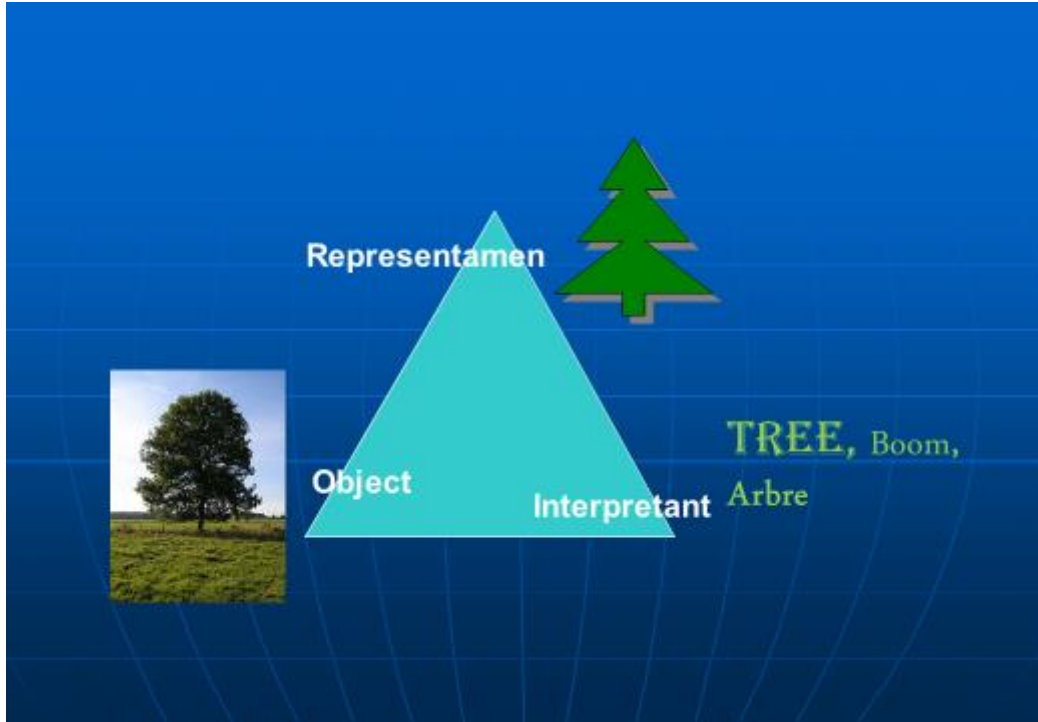 Representamen
TREE, Boom,
Arbre
Object
Interpretant